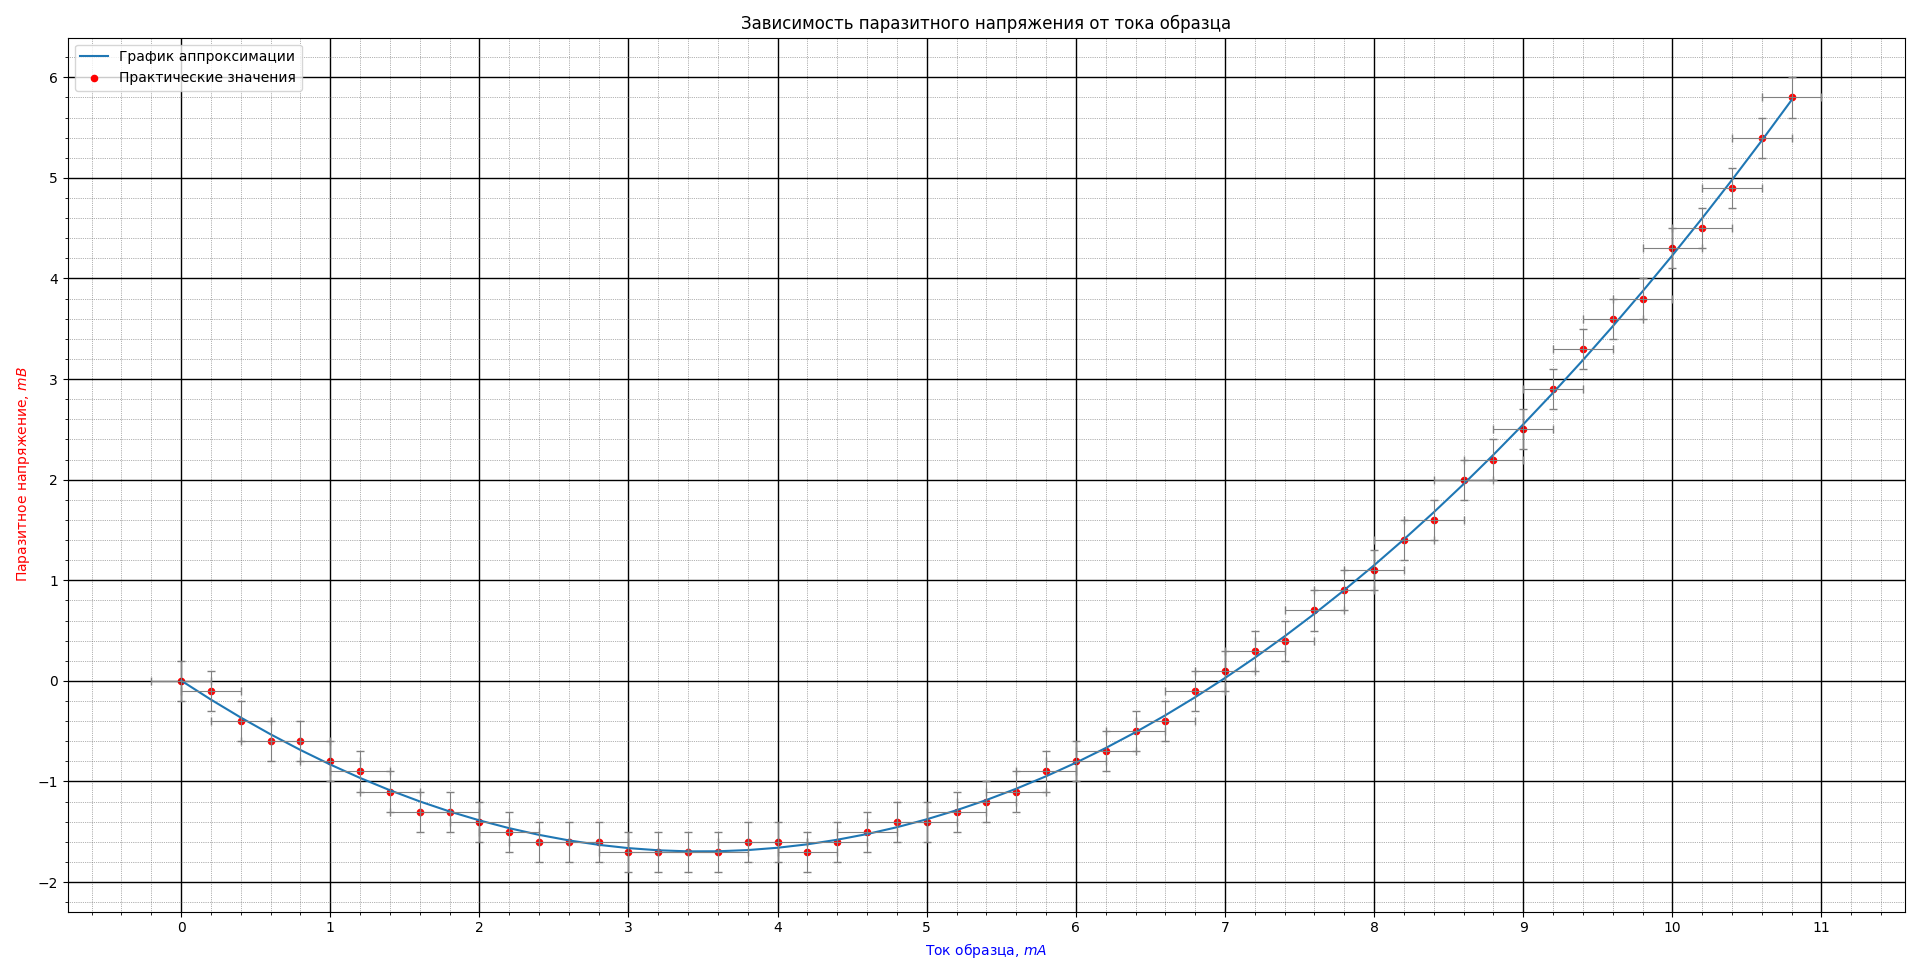 Зависимость паразитного напряжения от тока образца
График аппроксимации
Практические значения
6
5
4
3
2
1
0
−1
−2
Паразитное напряжение, mB
0 1 2 3 4 5 6 7 8 9 10 11
Ток образца, mA